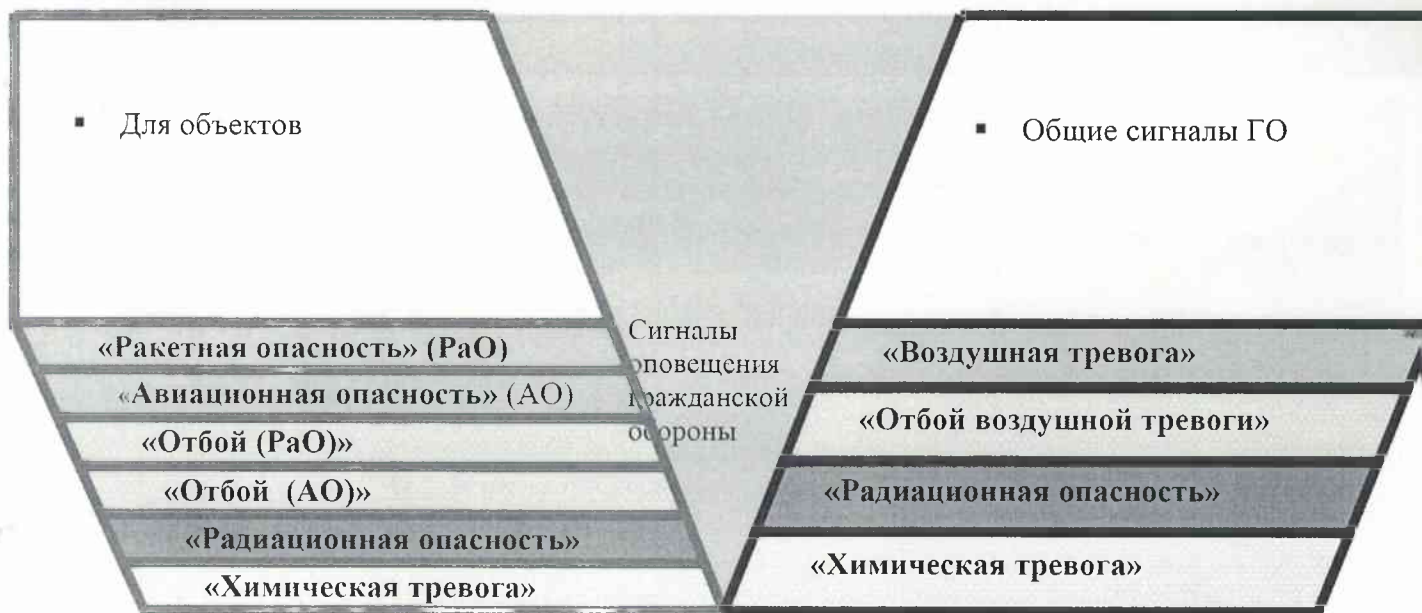 ▪ Для объектов
«Ракетная опасность» (РаО)
«Авиационная опасность» (АО)
«Отбой (РаО)»
«Отбой (АО)»
«Радиационная опасность»
«Химическая тревога»
Сигналы
оповещения
гражданской
обороны
▪ Общие сигналы ГО
«Воздушная тревога»
«Отбой воздушной тревоги»
«Радиационная опасность»
«Химическая тревога»